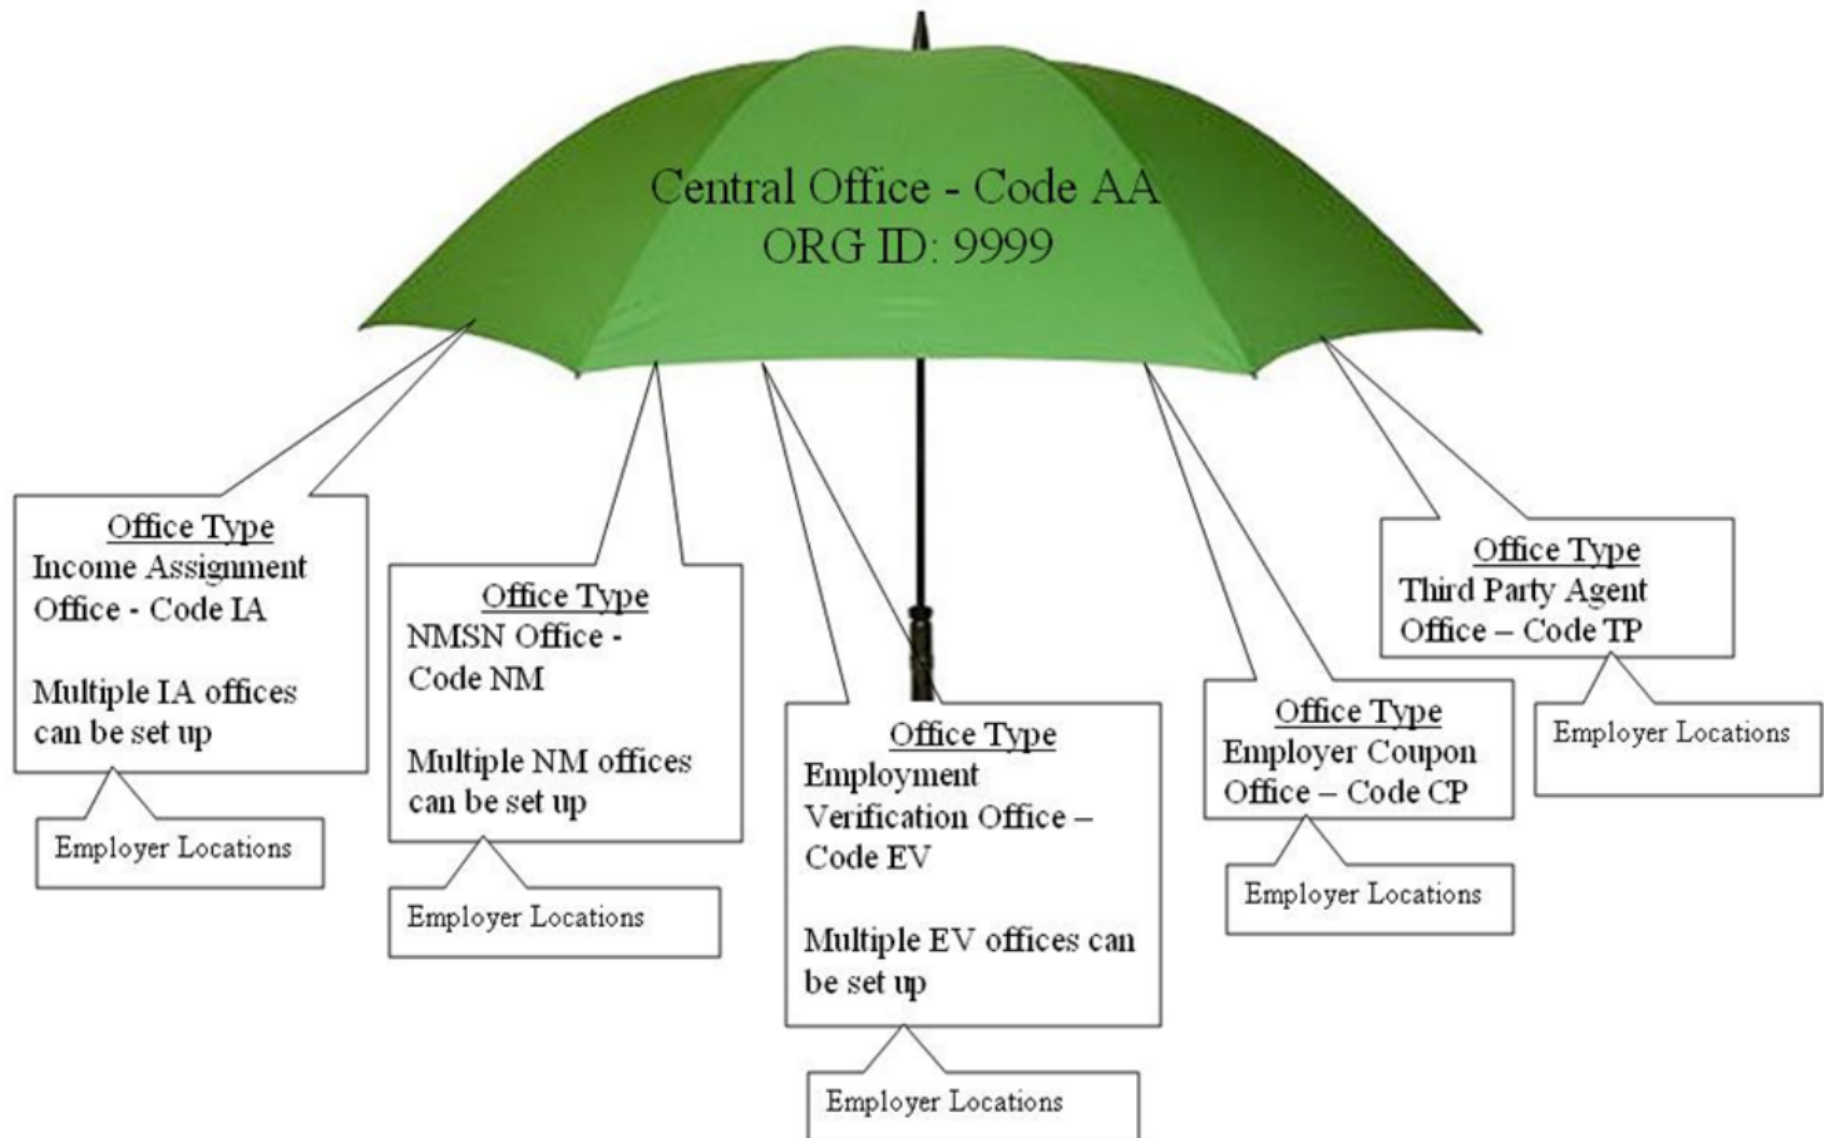 Central Office - Code AA
ORG ID: 9999
Office Type
Income Assignment
Office - Code IA
Multiple IA offices
can be set up
Employer Locations
Office Type
NMSN Office -
Code NM
Multiple NM offices
can be set up
Employer Locations
Office Type
Employment
Verification Office –
Code EV
Multiple EV offices can
be set up
Employer Locations
Office Type
Employer Coupon
Office – Code CP
Employer Locations
Office Type
Third Party Agent
Office – Code TP
Employer Locations